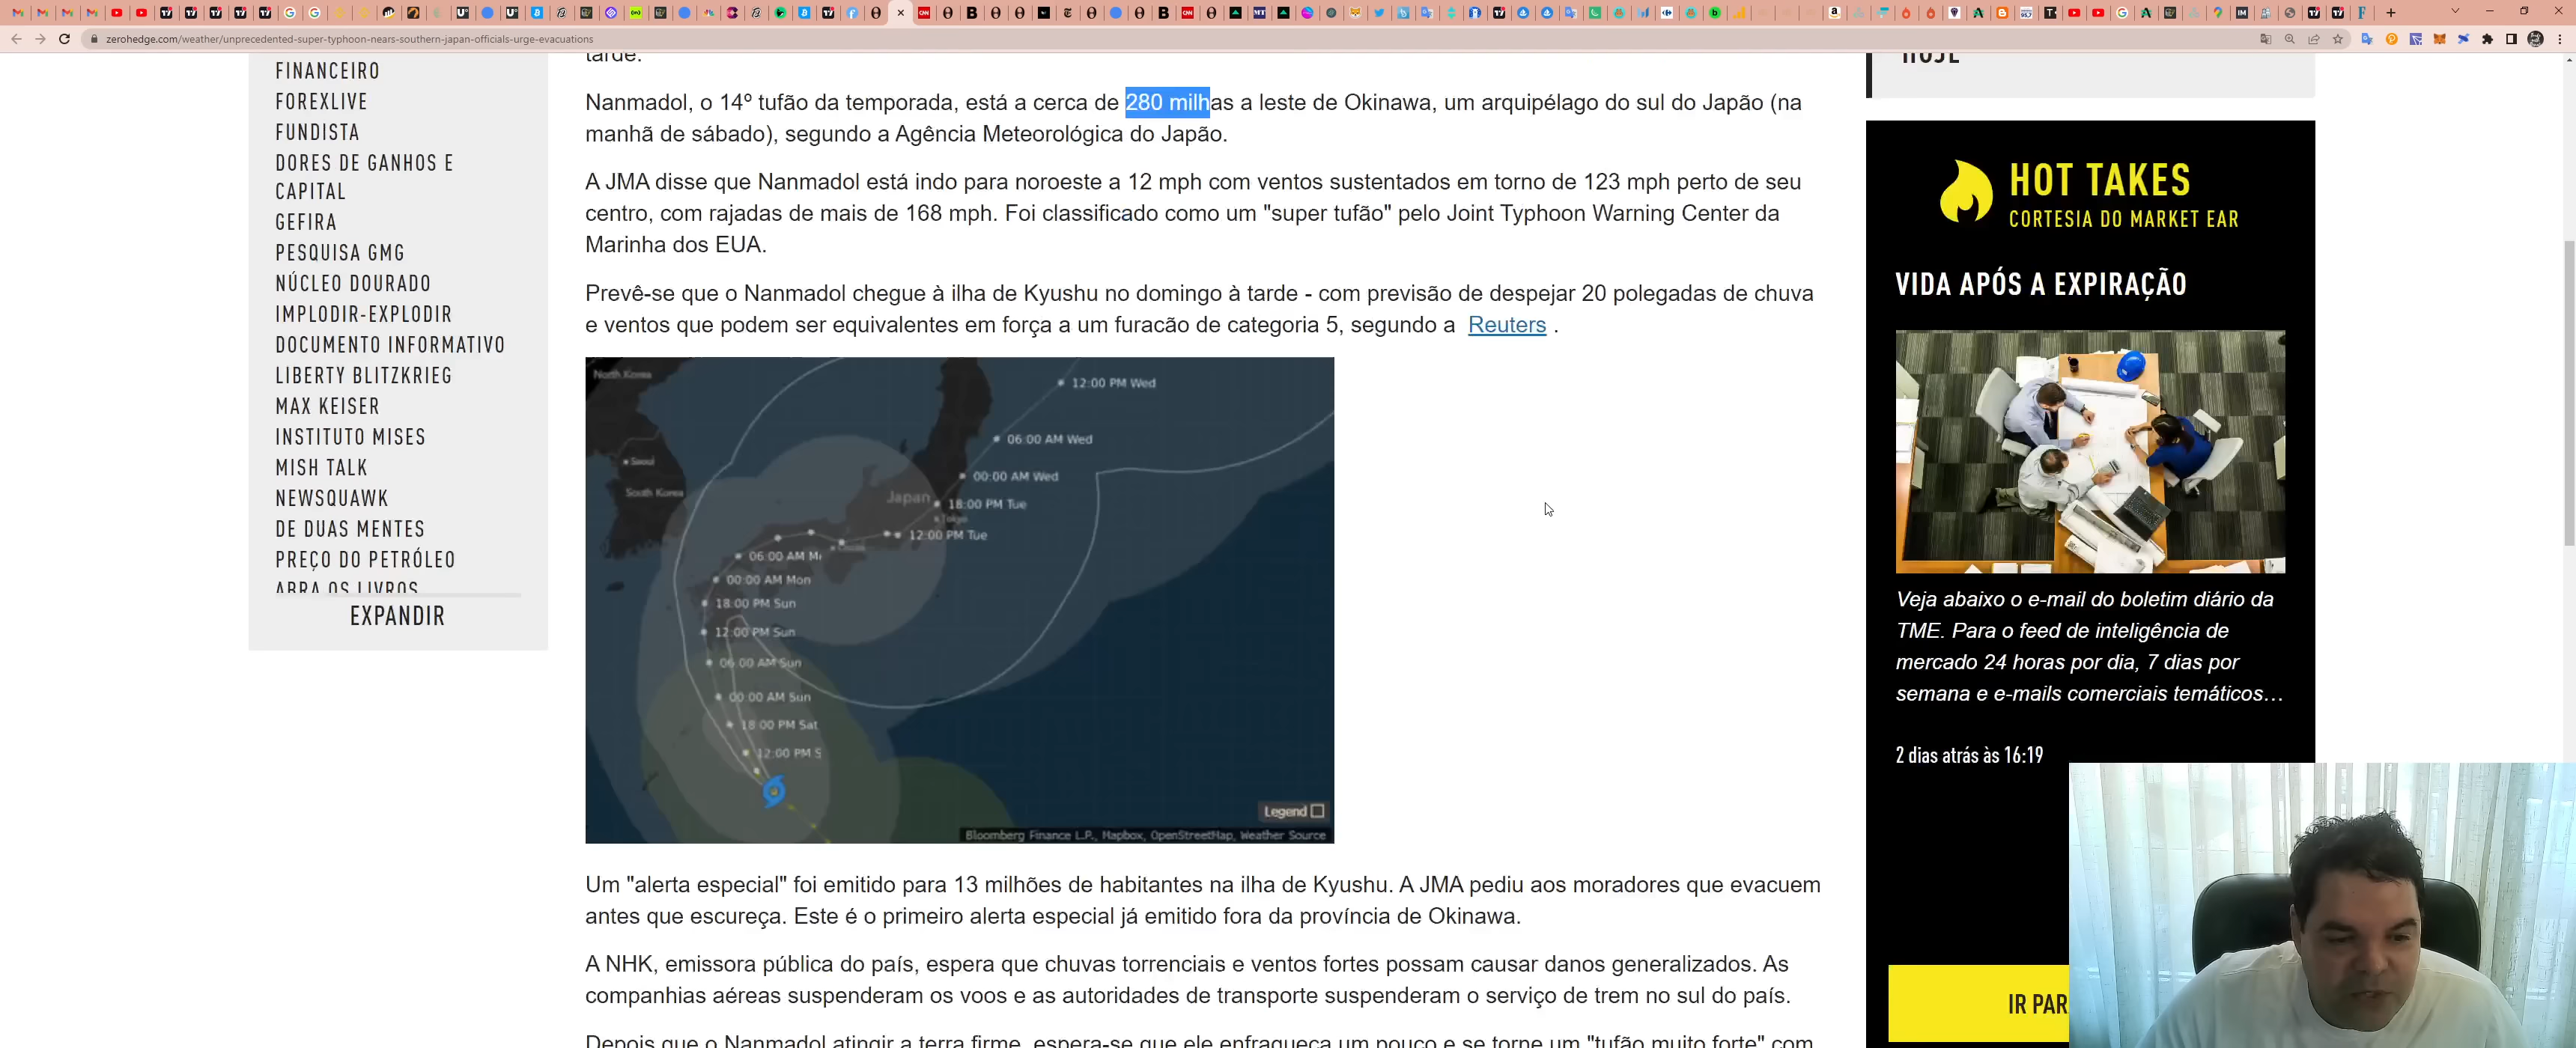 zerohedge.com/weather/unprecedented-super-typhoon-nears-southern-japan-officials-urge-evacuations
FINANCEIRO
FOREXLIVE
FUNDISTA
DORES DE GANHOS E
CAPITAL
GEFIRA
PESQUISA GMG
NÚCLEO DOURADO
IMPLODIR-EXPLODIR
DOCUMENTO INFORMATIVO
LIBERTY BLITZKRIEG
MAX KEISER
INSTITUTO MISES
MISH TALK
NEWSQUAWK
DE DUAS MENTES
PREÇO DO PETRÓLEO
ABRA OS LIVROS
EXPANDIR
tarde.
Nanmadol, o 14º tufão da temporada, está a cerca de 280 milhas a leste de Okinawa, um arquipélago do sul do Japão (na
manhã de sábado), segundo a Agência Meteorológica do Japão.
A JMA disse que Nanmadol está indo para noroeste a 12 mph com ventos sustentados em torno de 123 mph perto de seu
centro, com rajadas de mais de 168 mph. Foi classificado como um "super tufão" pelo Joint Typhoon Warning Center da
Marinha dos EUA.
Prevê-se que o Nanmadol chegue à ilha de Kyushu no domingo à tarde - com previsão de despejar 20 polegadas de chuva
e ventos que podem ser equivalentes em força a um furacão de categoria 5, segundo a Reuters .
North Korea
12:00 PM Wed
06:00 AM Wed
Seoul
00:00 AM Wed
South Korea
Japan
18:00 PM Tue
Tokyo
12:00 PM Tue
06:00 AM M
00:00 AM Mon
18:00 PM Sun
12:00 PM Sun
06:00 AM Sun
00:00 AM Sun
18:00 PM Sat
12:00 PM S
Legend
Bloomberg Finance L.P., Mapbox, OpenStreetMap, Weather Source
Um "alerta especial" foi emitido para 13 milhões de habitantes na ilha de Kyushu. A JMA pediu aos moradores que evacuem
antes que escureça. Este é o primeiro alerta especial já emitido fora da província de Okinawa.
A NHK, emissora pública do país, espera que chuvas torrenciais e ventos fortes possam causar danos generalizados. As
companhias aéreas suspenderam os voos e as autoridades de transporte suspenderam o serviço de trem no sul do país.
Depois que o Nanmadol atingir a terra firme, espera-se que ele enfraqueça um pouco e se torne um "tufão muito forte" com
HOJE
HOT TAKES
CORTESIA DO MARKET EAR
VIDA APÓS A EXPIRAÇÃO
Veja abaixo o e-mail do boletim diário da
TME. Para o feed de inteligência de
mercado 24 horas por dia, 7 dias por
semana e e-mails comerciais temáticos…
2 dias atrás às 16:19
IR PAR